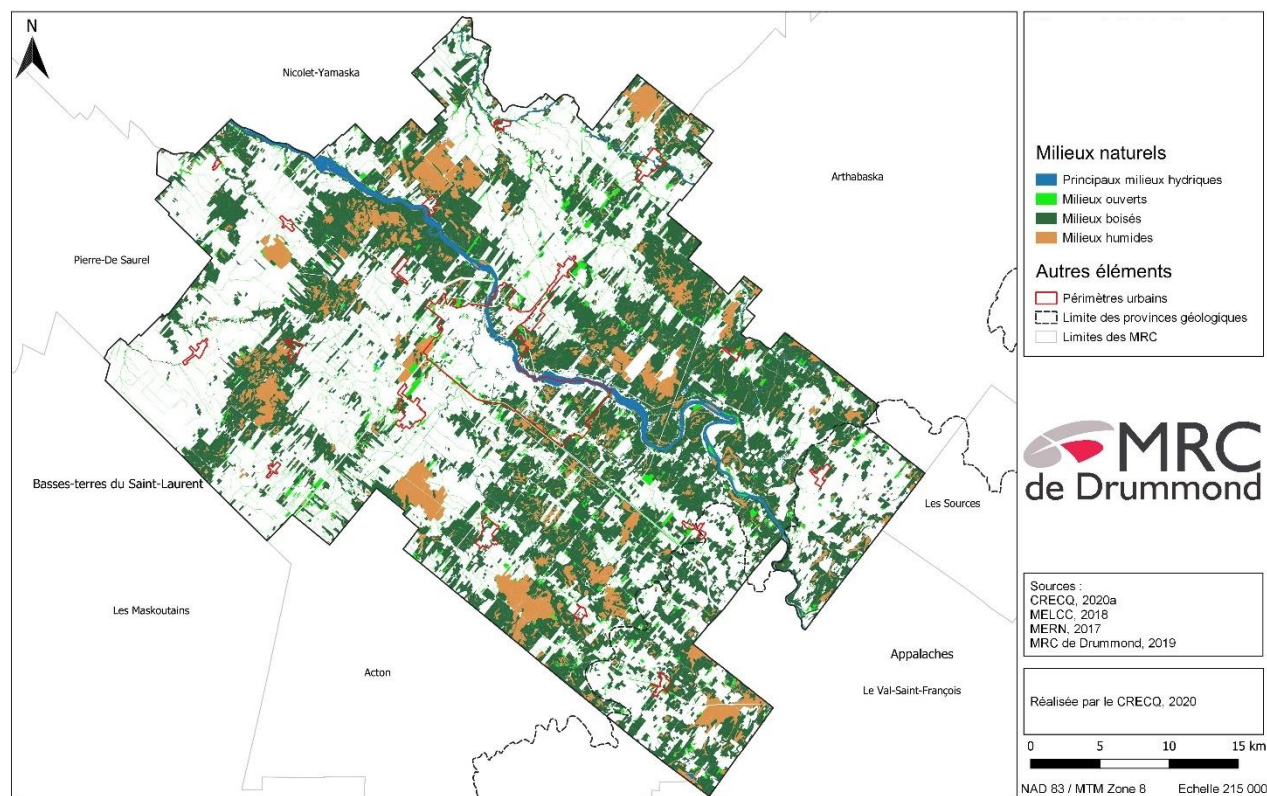 N
Nicolet-Yamaska
Arthabaska
Pierre-De Saurel
Basses-terres du Saint-Laurent
Les Sources
Les Maskoutains
Acton
Appalaches
Le Val-Saint-François
Milieux naturels
Principaux milieux hydriques
Milieux ouverts
Milieux boisés
Milieux humides
Autres éléments
Périmètres urbains
Limite des provinces géologiques
Limites des MRC
MRC
de Drummond
Sources :
CRECQ, 2020a
MELCC, 2018
MERN, 2017
MRC de Drummond, 2019
Réalisée par le CRECQ, 2020
0 5 10 15 km
NAD 83 / MTM Zone 8 Echelle 215 000